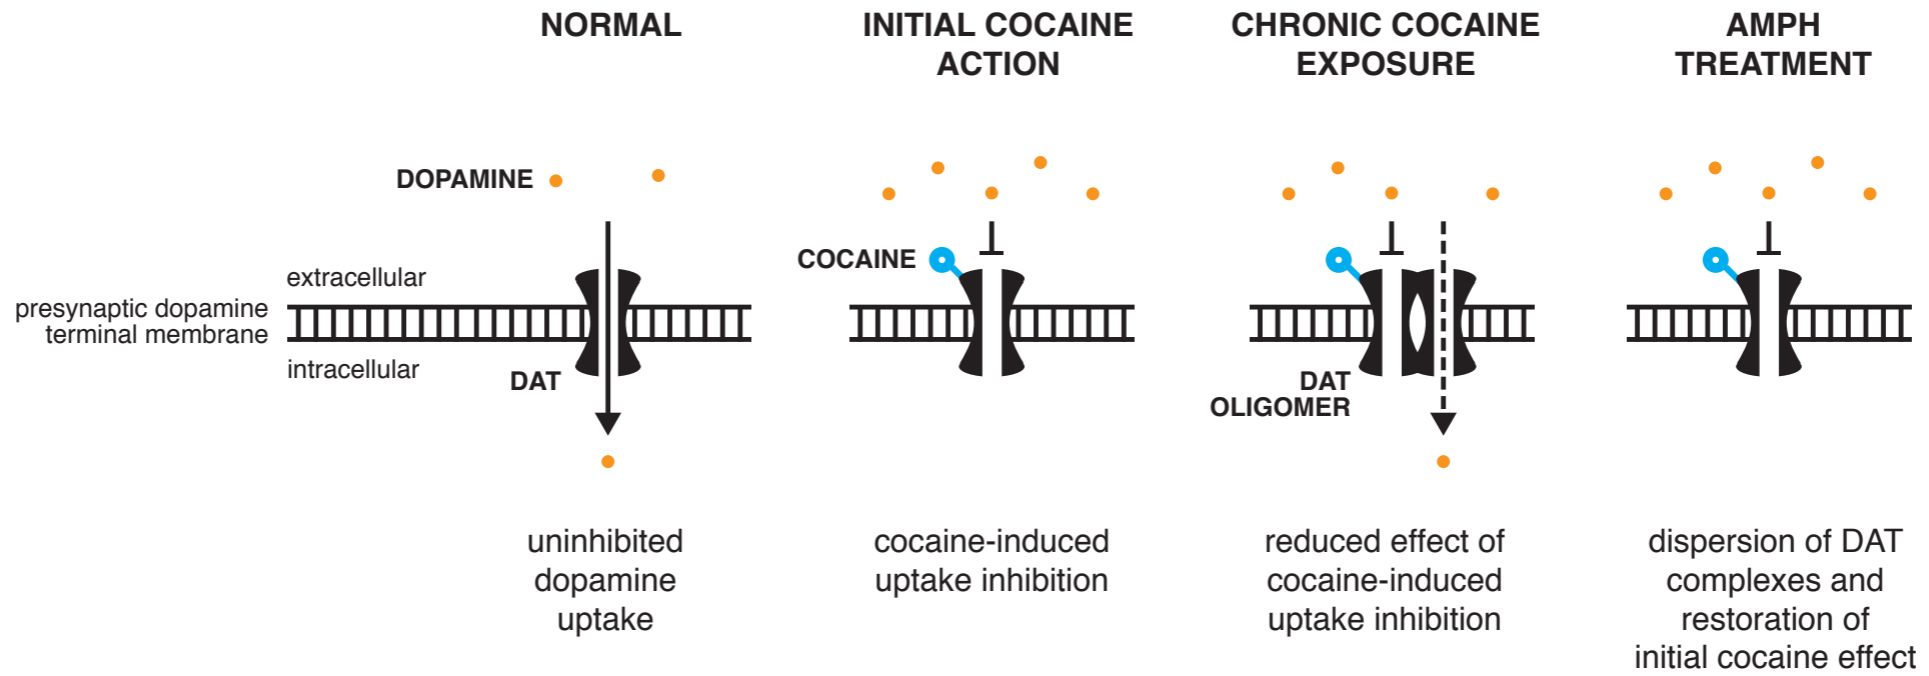 NORMAL
INITIAL COCAINE
ACTION
CHRONIC COCAINE
EXPOSURE
AMPH
TREATMENT
DOPAMINE
COCAINE
extracellular
presynaptic dopamine
terminal membrane
intracellular
DAT
DAT
OLIGOMER
uninhibited
dopamine
uptake
cocaine-induced
uptake inhibition
reduced effect of
cocaine-induced
uptake inhibition
dispersion of DAT
complexes and
restoration of
initial cocaine effect